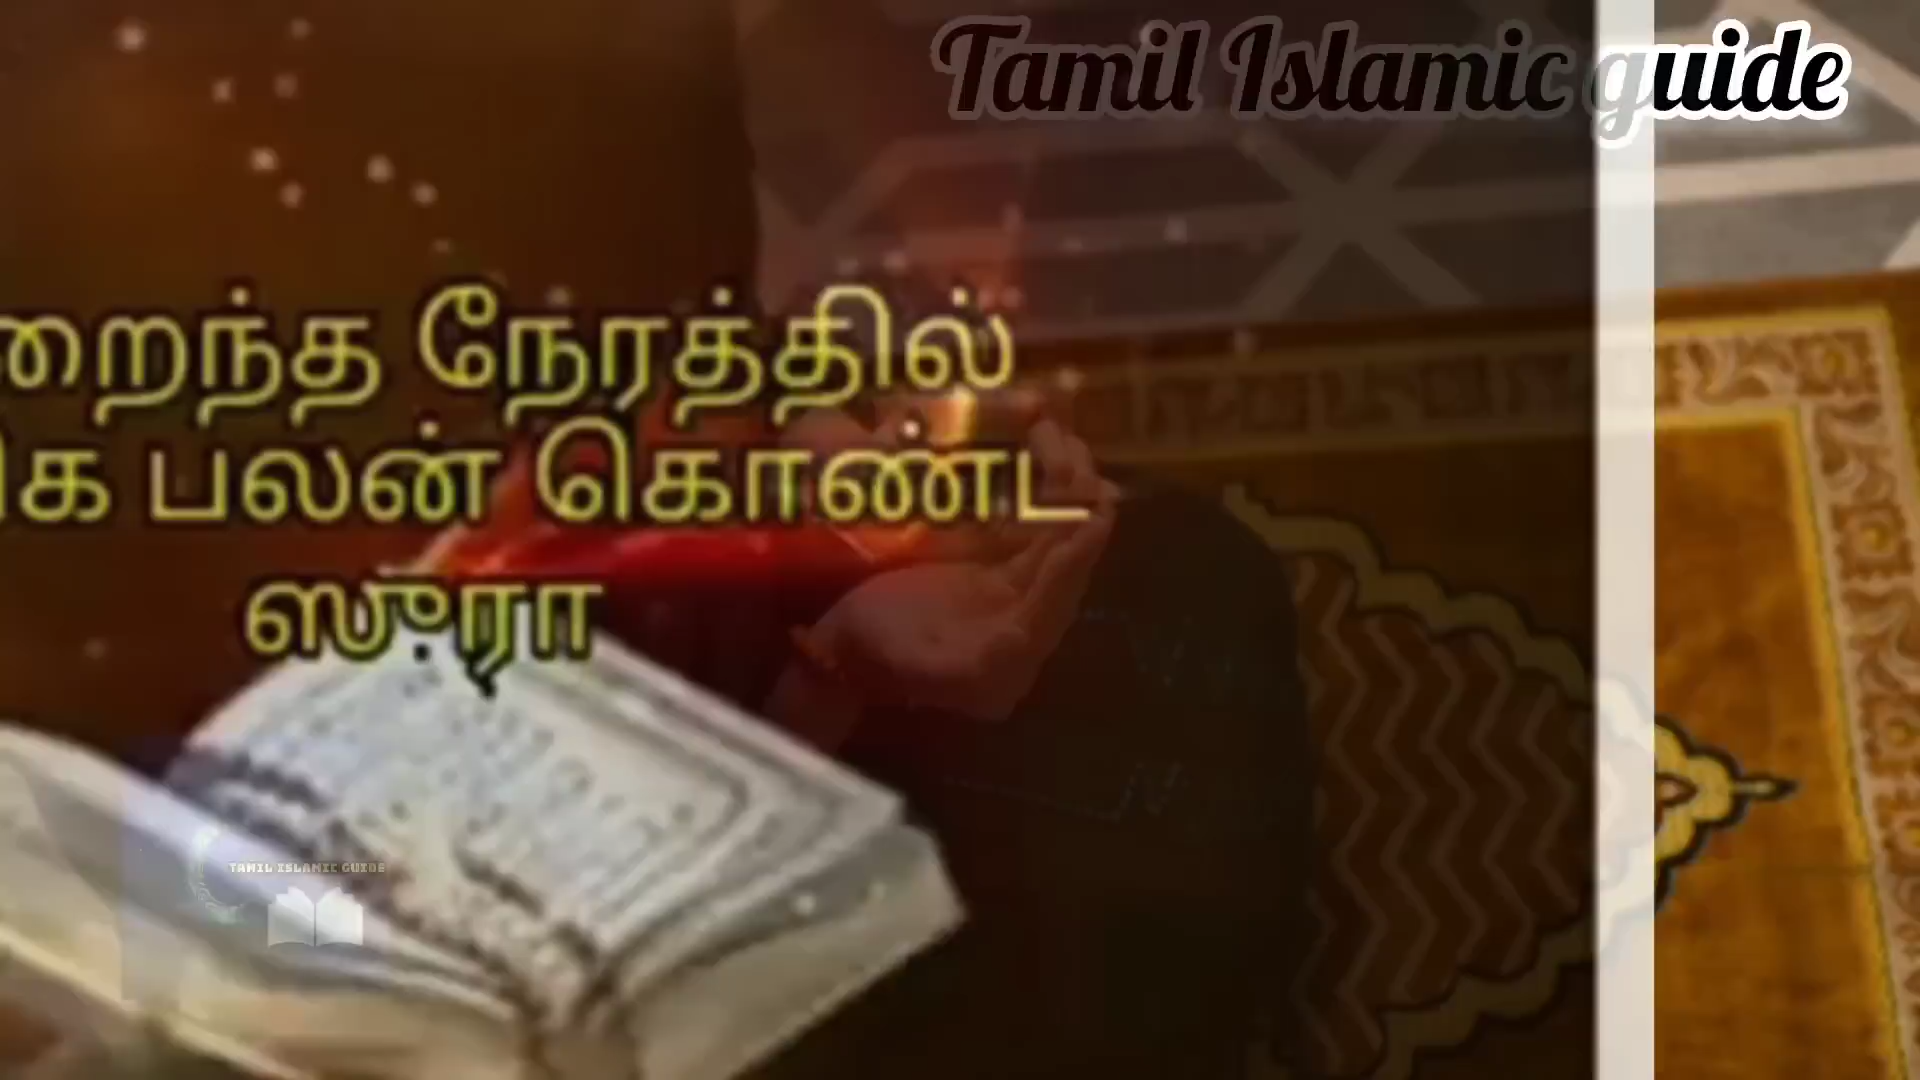 Tamil Islamic guide
றைந்த நேரத்தில்
க பலன் கொண்ட
ஸுரா
TAMIL ISLAMIC GUIDE